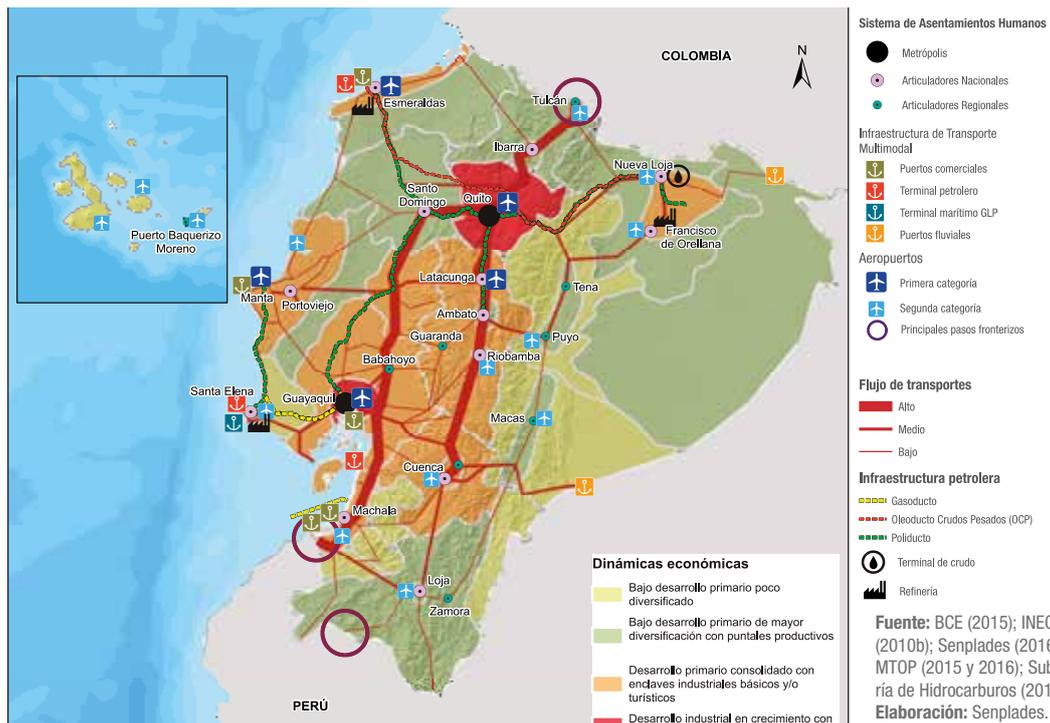 COLOMBÍA
N
Esmeraldas
Tulcán
Ibarra
Nueva Loja
Santo
Domingo
Quito
Francisco
de Orellana
Puerto Baquerizo
Moreno
Manta
Portoviejo
Latacunga
Tena
Ambato
Guaranda
Puyo
Riobamba
Babahoyo
Santa Elena
Guayaquil
Macas
Cuenca
Machala
Loja
Zamora
PERÚ
Dinámicas económicas
Bajo desarrollo primario poco
diversificado
Bajo desarrollo primario de mayor
diversificación con puntales productivos
Desarrollo primario consolidado con
enclaves industriales básicos y/o
turísticos
Desarrollo industrial en crecimiento con
Sistema de Asentamientos Humanos
Metrópolis
Articuladores Nacionales
Articuladores Regionales
Infraestructura de Transporte
Multimodal
Puertos comerciales
Terminal petrolero
Terminal marítimo GLP
Puertos fluviales
Aeropuertos
Primera categoría
Segunda categoría
Principales pasos fronterizos
Flujo de transportes
Alto
Medio
Bajo
Infraestructura petrolera
Gasoducto
Oleoducto Crudos Pesados (OCP)
Poliducto
Terminal de crudo
Refinería
Fuente: BCE (2015); INEC
(2010b); Senplades (2016
MTOP (2015 y 2016); Sub
ría de Hidrocarburos (201
Elaboración: Senplades.